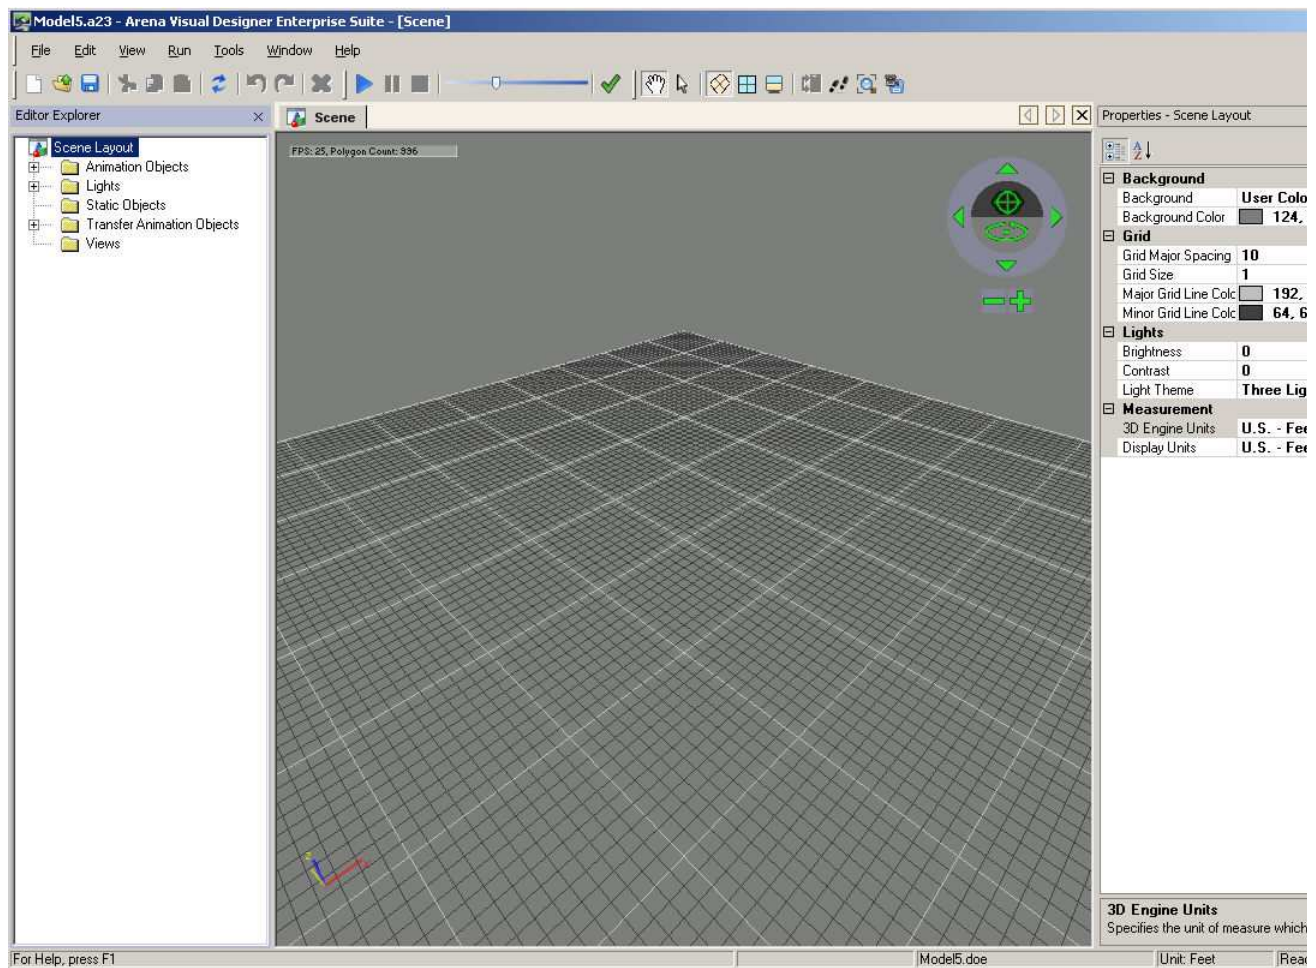 Model5.a23 - Arena Visual Designer Enterprise Suite - [Scene]
File Edit View Run Tools Window Help
Editor Explorer
Scene
Properties - Scene Layout
Scene Layout
Animation Objects
Lights
Static Objects
Transfer Animation Objects
Views
FPS: 25, Polygon Count: 996
Background
Background User Colo
Background Color 124,
Grid
Grid Major Spacing 10
Grid Size 1
Major Grid Line Colo 192,
Minor Grid Line Colo 64, 6
Lights
Brightness 0
Contrast 0
Light Theme Three Lig
Measurement
3D Engine Units U.S. - Fee
Display Units U.S. - Fee
3D Engine Units
Specifies the unit of measure which
For Help, press F1
Model5.doe
Unit: Feet
Reac